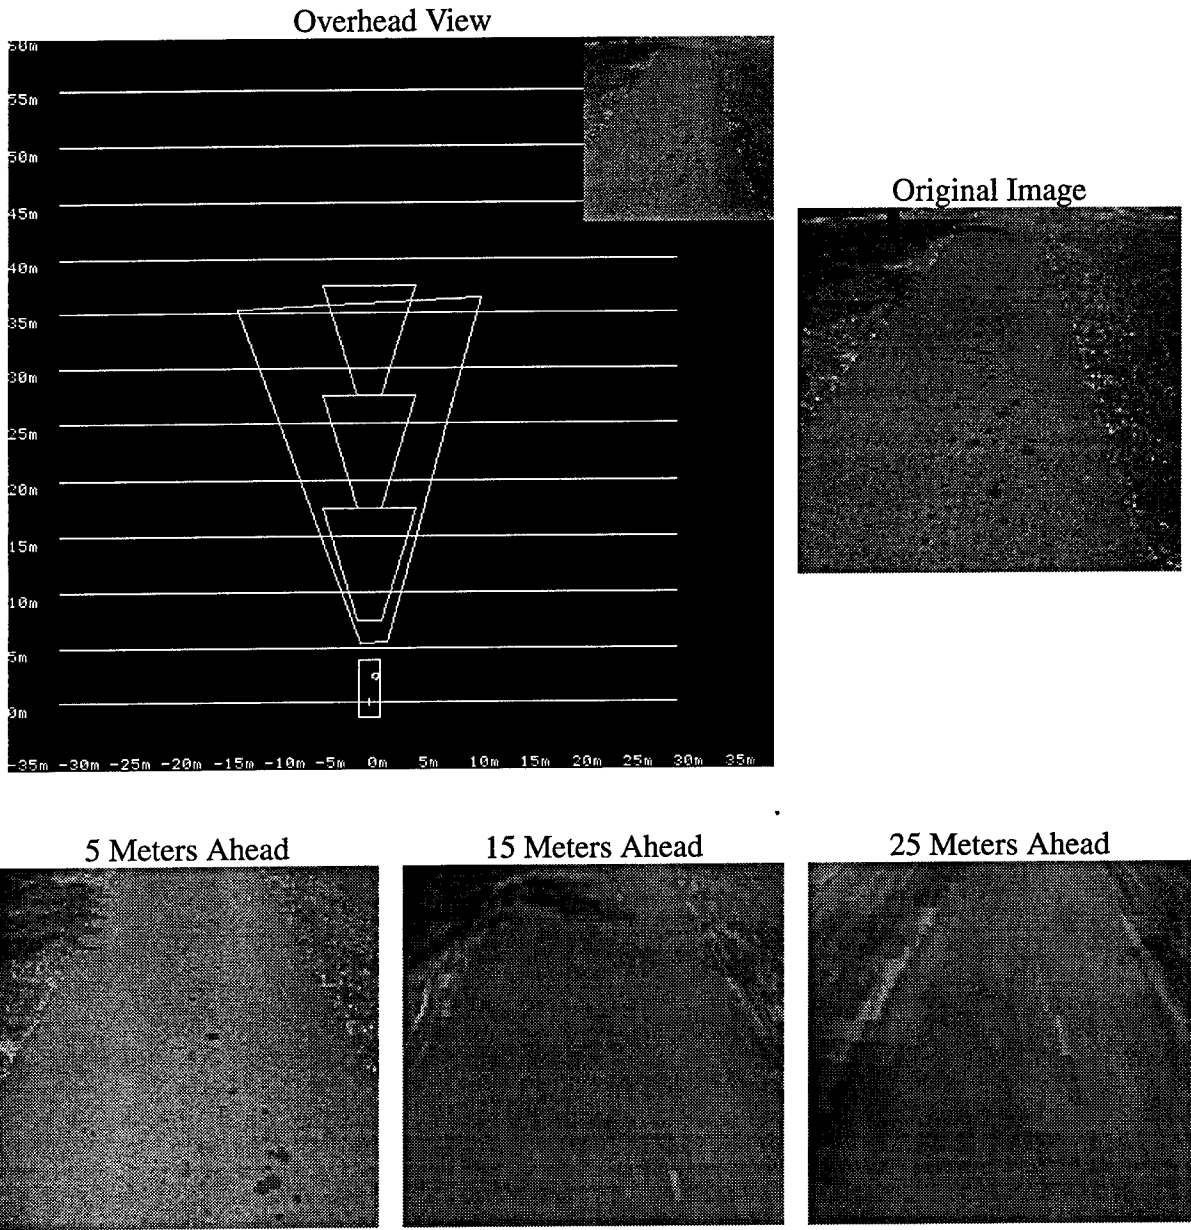 Overhead View
60m
55m
50m
45m
40m
35m
30m
25m
20m
15m
10m
5m
0m
-35m -30m -25m -20m -15m -10m -5m 0m 5m 10m 15m 20m 25m 30m 35m
Original Image
5 Meters Ahead
15 Meters Ahead
25 Meters Ahead